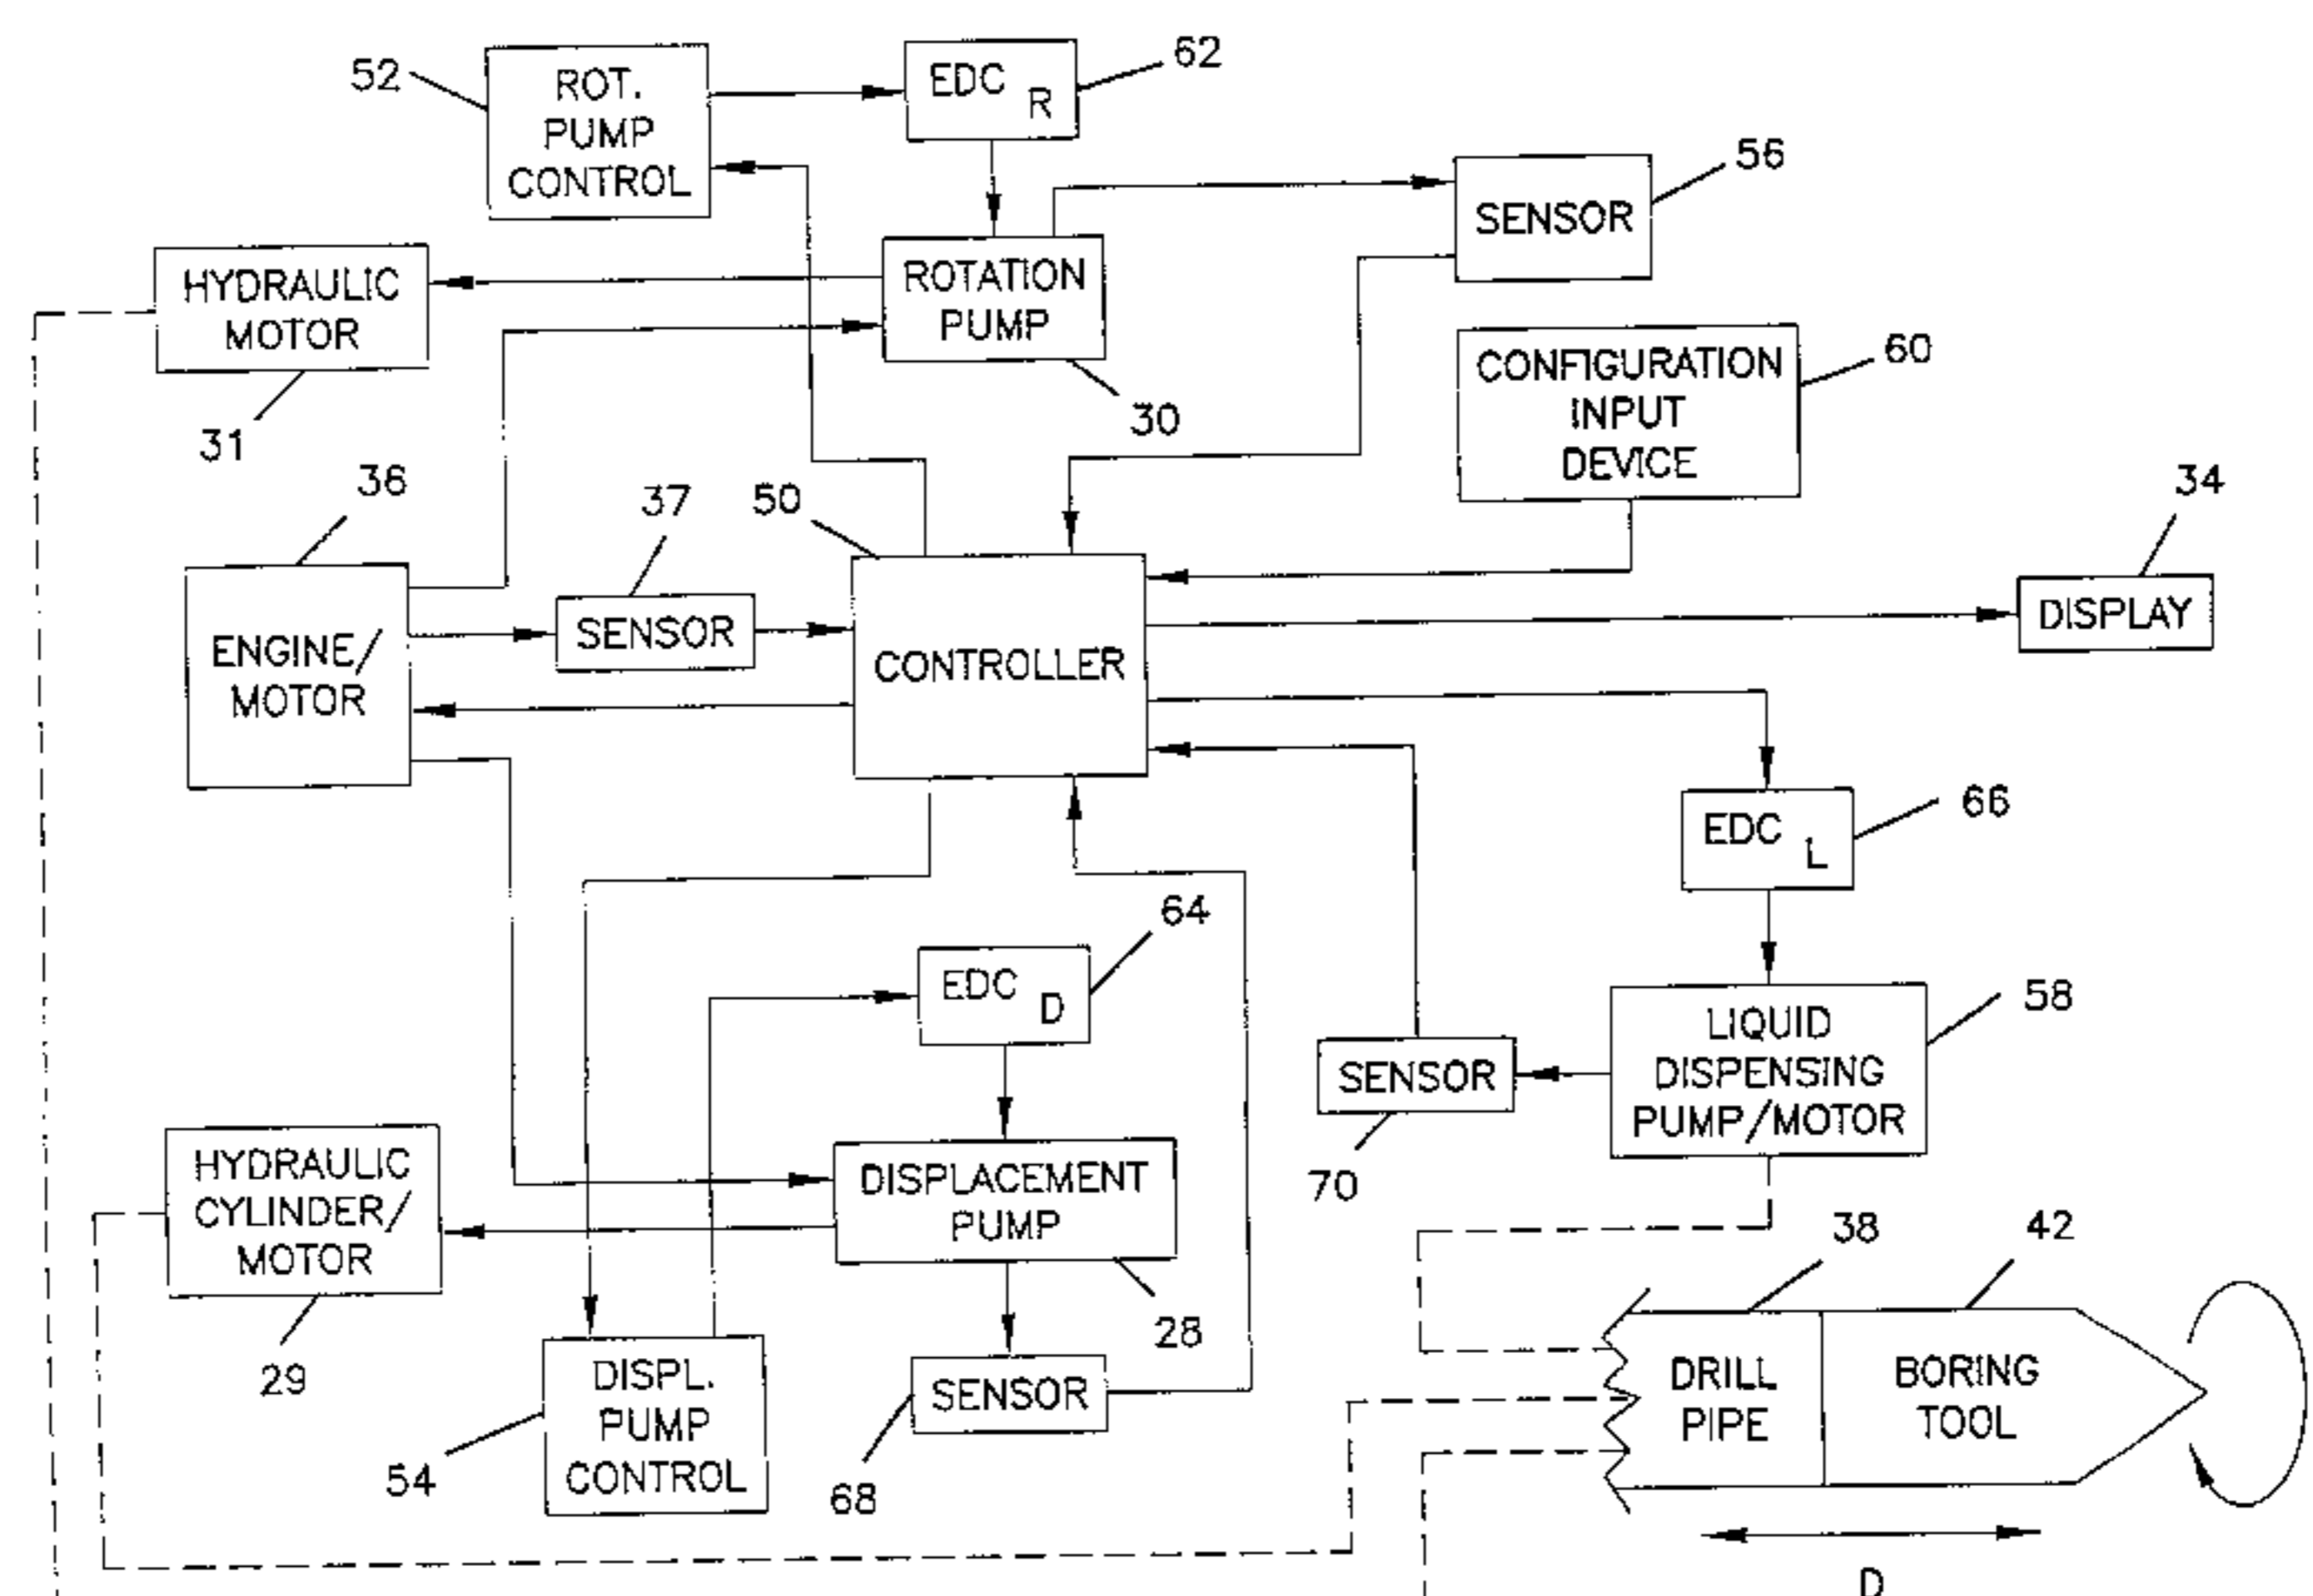 52
ROT.
PUMP
CONTROL
EDC R
62
SENSOR
56
HYDRAULIC
MOTOR
31
ROTATION
PUMP
30
CONFIGURATION
INPUT
DEVICE
60
36
ENGINE/
MOTOR
37
SENSOR
50
CONTROLLER
34
DISPLAY
EDC L
66
64
EDC D
LIQUID
DISPENSING
PUMP/MOTOR
58
SENSOR
70
HYDRAULIC
CYLINDER/
MOTOR
29
DISPLACEMENT
PUMP
28
DISPL.
PUMP
CONTROL
54
SENSOR
68
38
42
DRILL
PIPE
BORING
TOOL
D